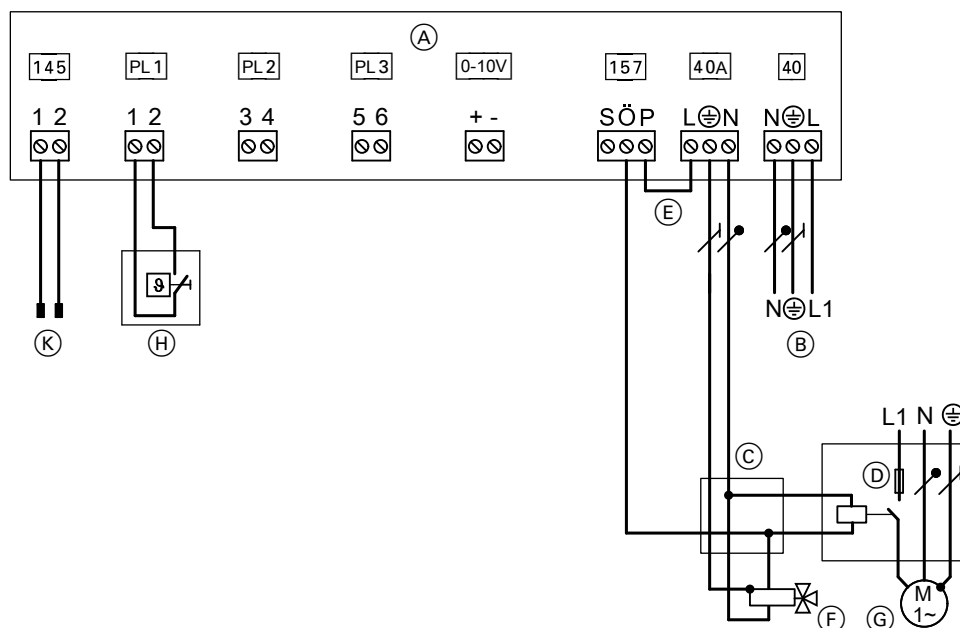 A
145 PL1 PL2 PL3 0-10V 157 40A 40
1 2 1 2 3 4 5 6 + - S Ö P L N N L
E
ϑ
N L1
K H B
L1 N
C
D
M
1~
F G